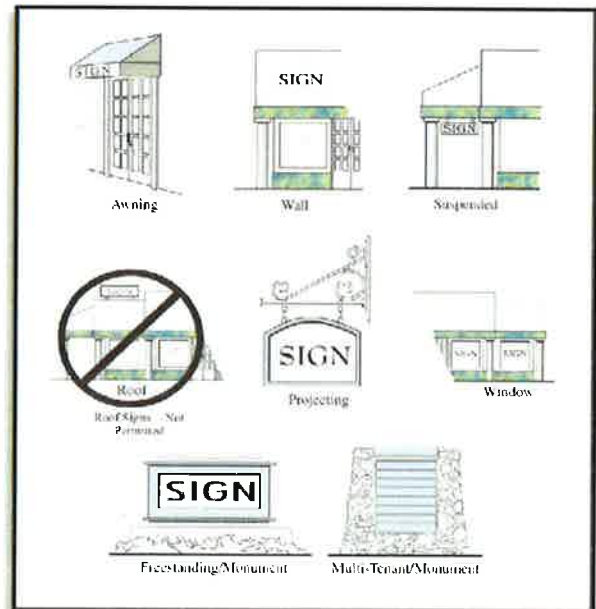 SIGN
Awning
SIGN
Wall
SIGN
Suspended
Roof
Roof Signs - Not
Permitted
SIGN
Projecting
SIGN SIGN
Window
SIGN
Freestanding/Monument
Multi-Tenant/Monument